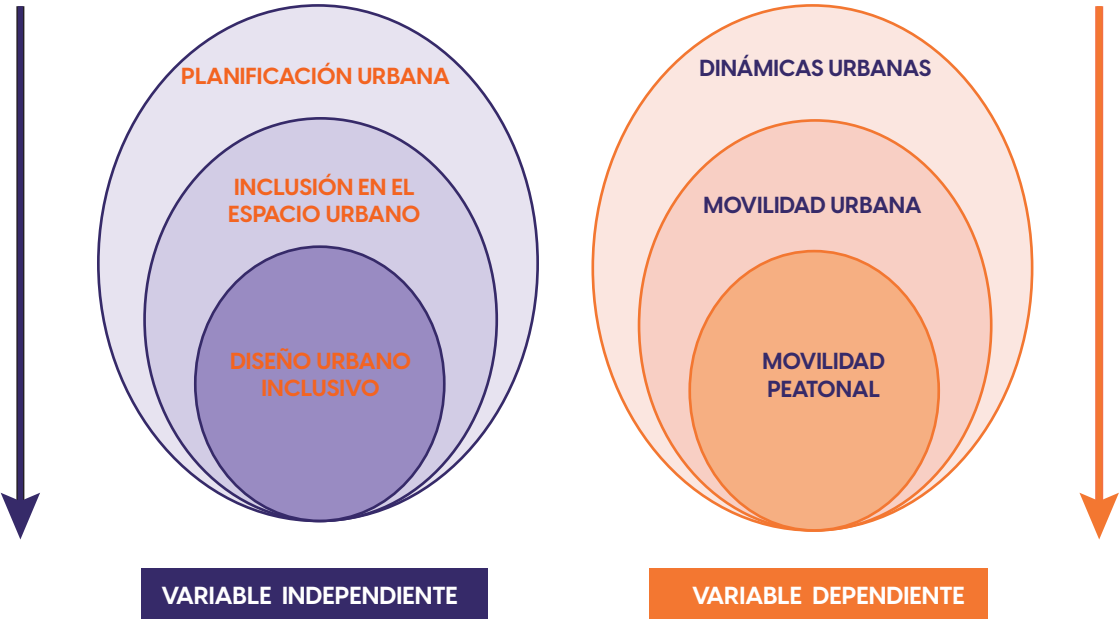 PLANIFICACIÓN URBANA
INCLUSIÓN EN EL
ESPACIO URBANO
DISEÑO URBANO
INCLUSIVO
VARIABLE INDEPENDIENTE
DINÁMICAS URBANAS
MOVILIDAD URBANA
MOVILIDAD
PEATONAL
VARIABLE DEPENDIENTE